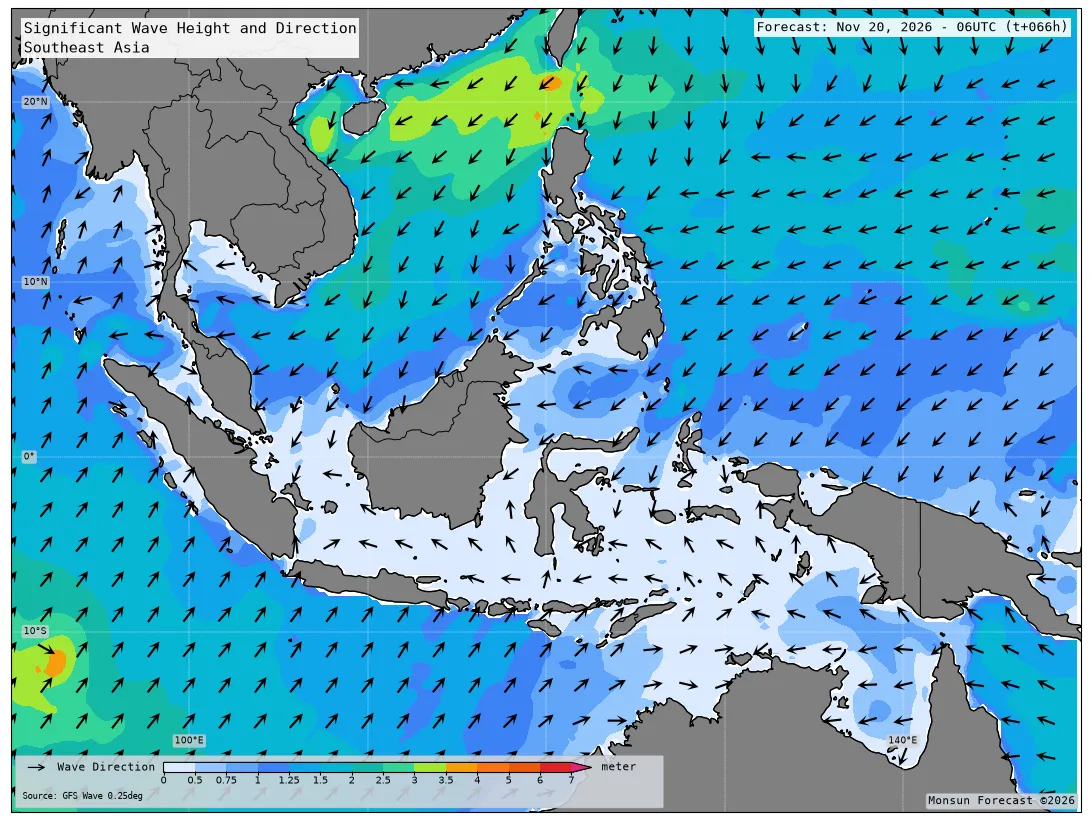 Significant Wave Height and Direction
Southeast Asia
Forecast: Nov 20, 2026 - 06UTC (t+066h)
20°N
10°N
0°
10°S
100°E
140°E
Wave Direction
meter
0 0.5 0.75 1 1.25 1.5 2 2.5 3 3.5 4 5 6 7
Source: GFS Wave 0.25deg
Monsun Forecast ©2026